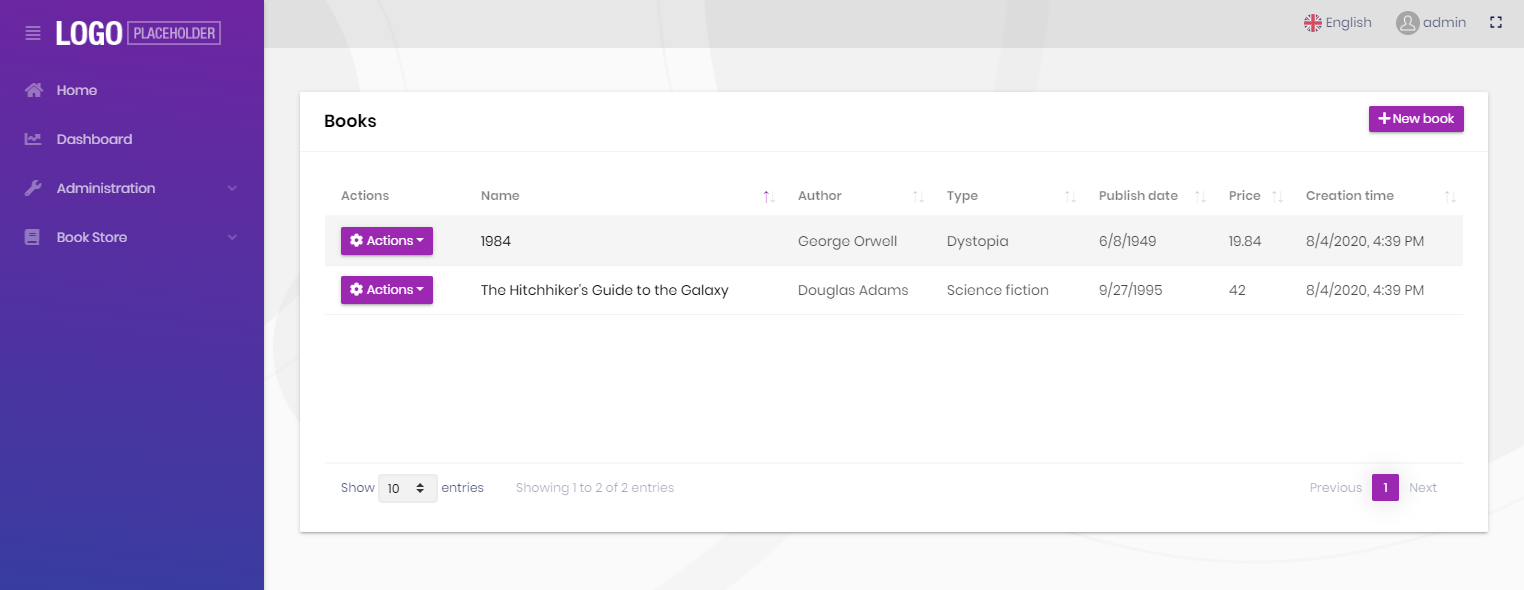 LOGO PLACEHOLDER
English admin
Home
Dashboard
Administration
Book Store
Books
New book
Actions Name Author Type Publish date Price Creation time
Actions 1984 George Orwell Dystopia 6/8/1949 19.84 8/4/2020, 4:39 PM
Actions The Hitchhiker's Guide to the Galaxy Douglas Adams Science fiction 9/27/1995 42 8/4/2020, 4:39 PM
Show 10 entries Showing 1 to 2 of 2 entries Previous 1 Next